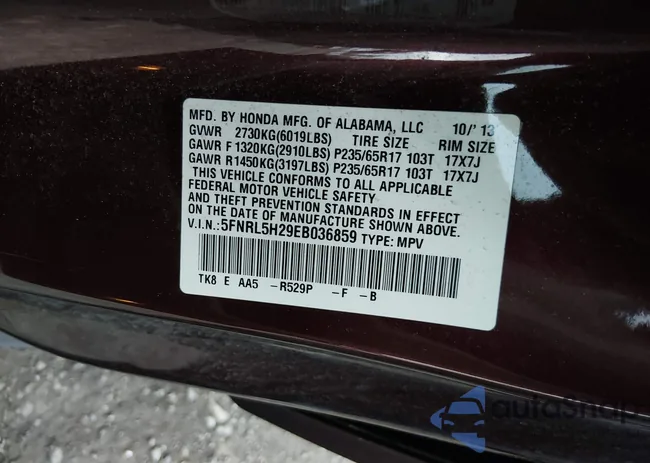 MFD. BY HONDA MFG. OF ALABAMA, LLC 10/'13
GVWR 2730KG(6019LBS) TIRE SIZE RIM SIZE
GAWR F 1320KG(2910LBS) P235/65R17 103T 17X7J
GAWR R1450KG(3197LBS) P235/65R17 103T 17X7J
THIS VEHICLE CONFORMS TO ALL APPLICABLE
FEDERAL MOTOR VEHICLE SAFETY
AND THEFT PREVENTION STANDARDS IN EFFECT
ON THE DATE OF MANUFACTURE SHOWN ABOVE.
V.I.N.:5FNRL5H29EB036859 TYPE: MPV
TK8 E AA5 -R529P -F -B
autoSnap